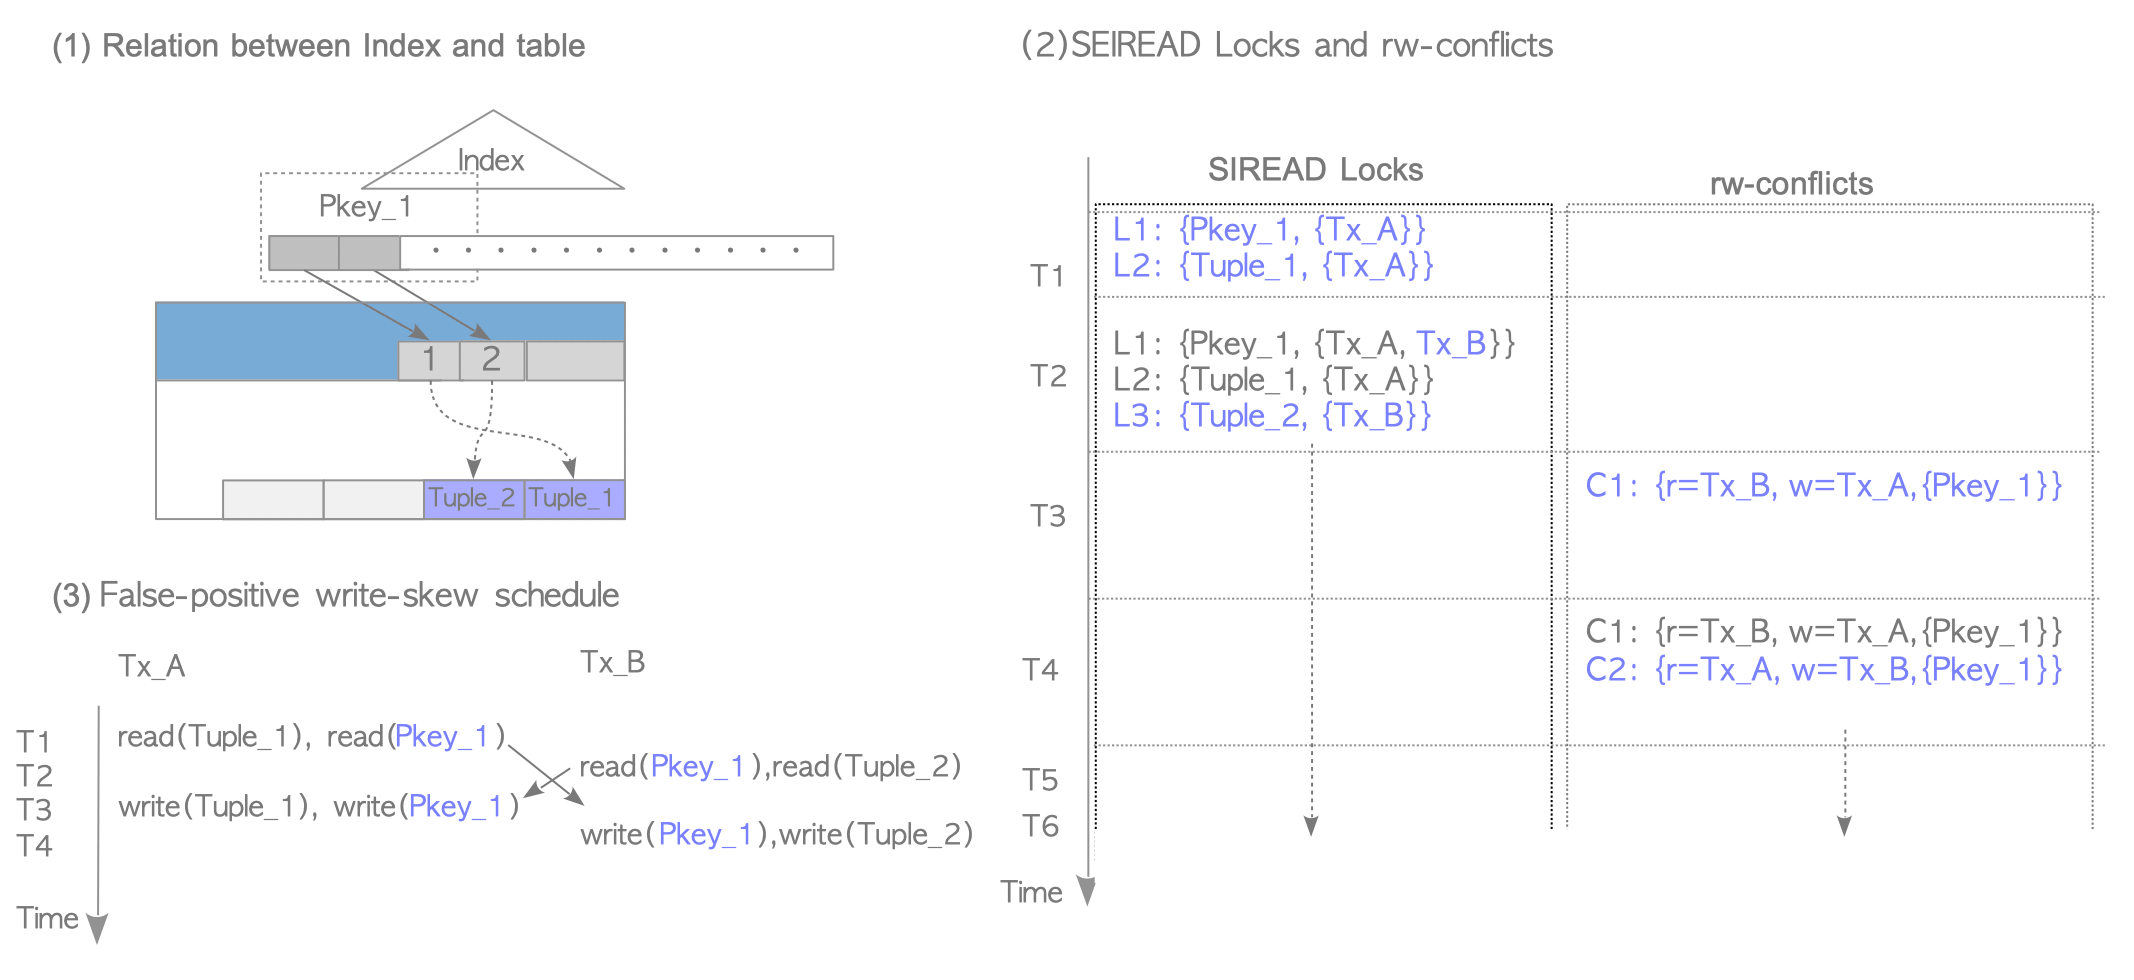 (1) Relation between Index and table
Index
Pkey_1
1 2
Tuple_2 Tuple_1
(2)SEIREAD Locks and rw-conflicts
SIREAD Locks
rw-conflicts
T1
L1: {Pkey_1, {Tx_A}}
L2: {Tuple_1, {Tx_A}}
T2
L1: {Pkey_1, {Tx_A, Tx_B}}
L2: {Tuple_1, {Tx_A}}
L3: {Tuple_2, {Tx_B}}
T3
C1: {r=Tx_B, w=Tx_A,{Pkey_1}}
T4
C1: {r=Tx_B, w=Tx_A,{Pkey_1}}
C2: {r=Tx_A, w=Tx_B,{Pkey_1}}
T5
T6
Time
(3) False-positive write-skew schedule
Tx_A Tx_B
T1 read(Tuple_1), read(Pkey_1)
T2 read(Pkey_1),read(Tuple_2)
T3 write(Tuple_1), write(Pkey_1)
T4 write(Pkey_1),write(Tuple_2)
Time